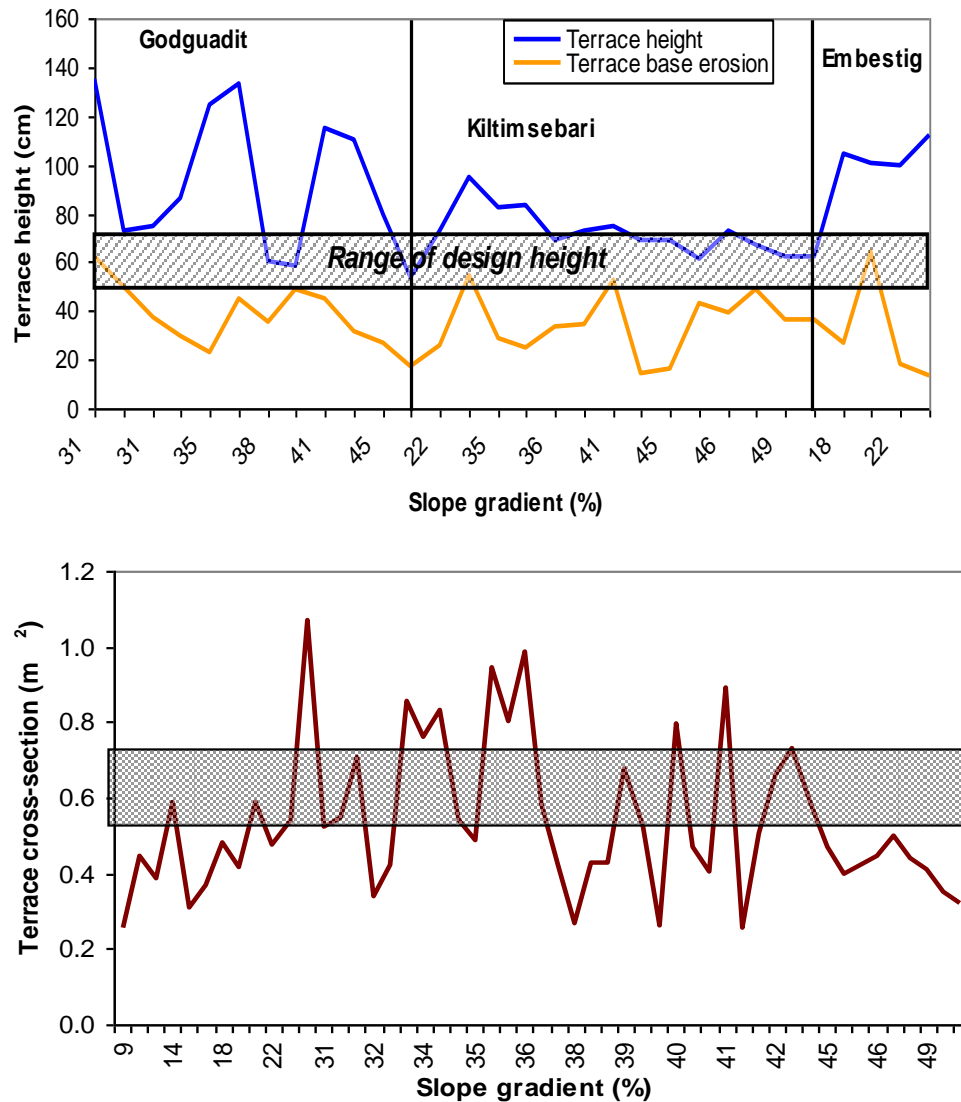 160
140
120
100
80
60
40
20
0
Terrace height (cm)
Godguadit
Terrace height
Terrace base erosion
Embestig
Kiltimsebari
Range of design height
31 31 35 38 41 45 22 35 36 41 45 46 49 18 22
Slope gradient (%)
1.2
1.0
0.8
0.6
0.4
0.2
0.0
Terrace cross-section (m 2)
9 14 18 22 31 32 34 35 36 38 39 40 41 42 45 46 49
Slope gradient (%)